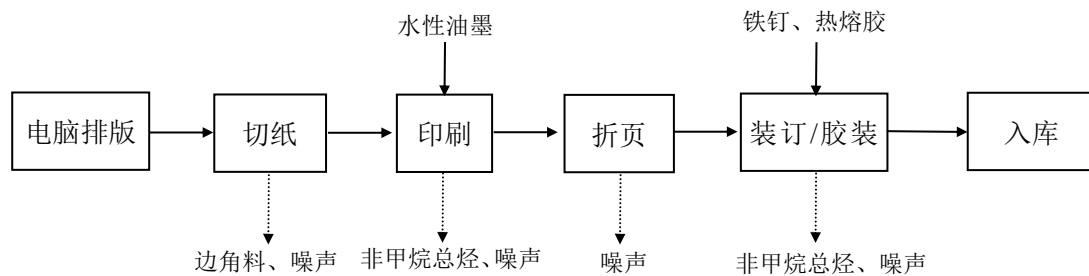 水性油墨
铁钉、热熔胶
电脑排版
切纸
印刷
折页
装订/胶装
入库
边角料、噪声
非甲烷总烃、噪声
噪声
非甲烷总烃、噪声